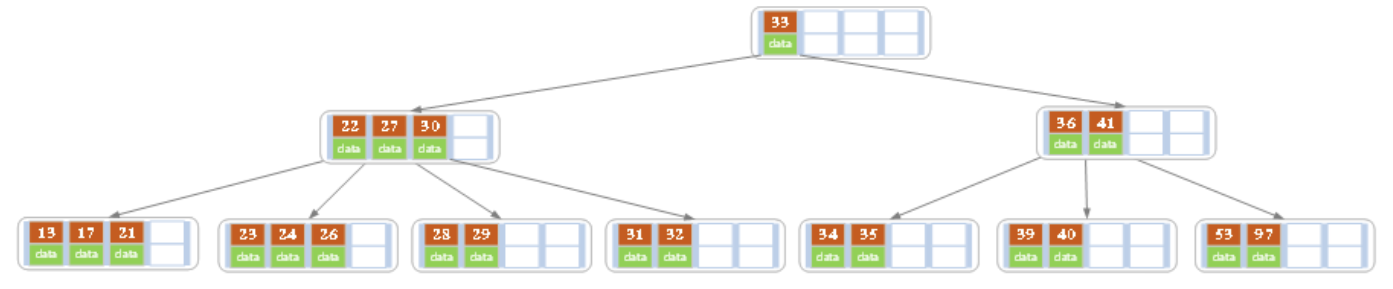 33
data
22 27 30
data data data
36 41
data data
13 17 21
data data data
23 24 26
data data data
28 29
data data
31 32
data data
34 35
data data
39 40
data data
53 97
data data